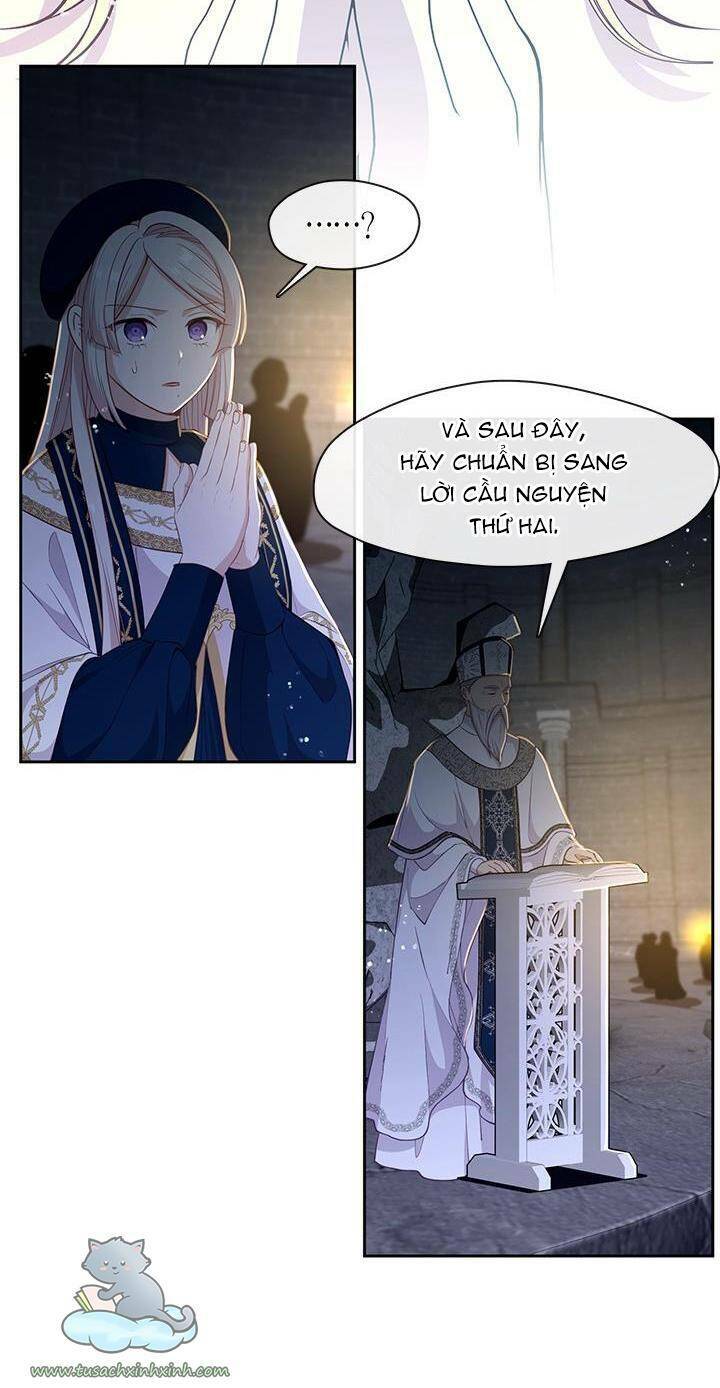 ......?
VÀ SAU ĐÂY,
HÃY CHUẨN BỊ SANG
LỜI CẦU NGUYỆN
THỨ HAI.
www.tusachxinhxinh.com